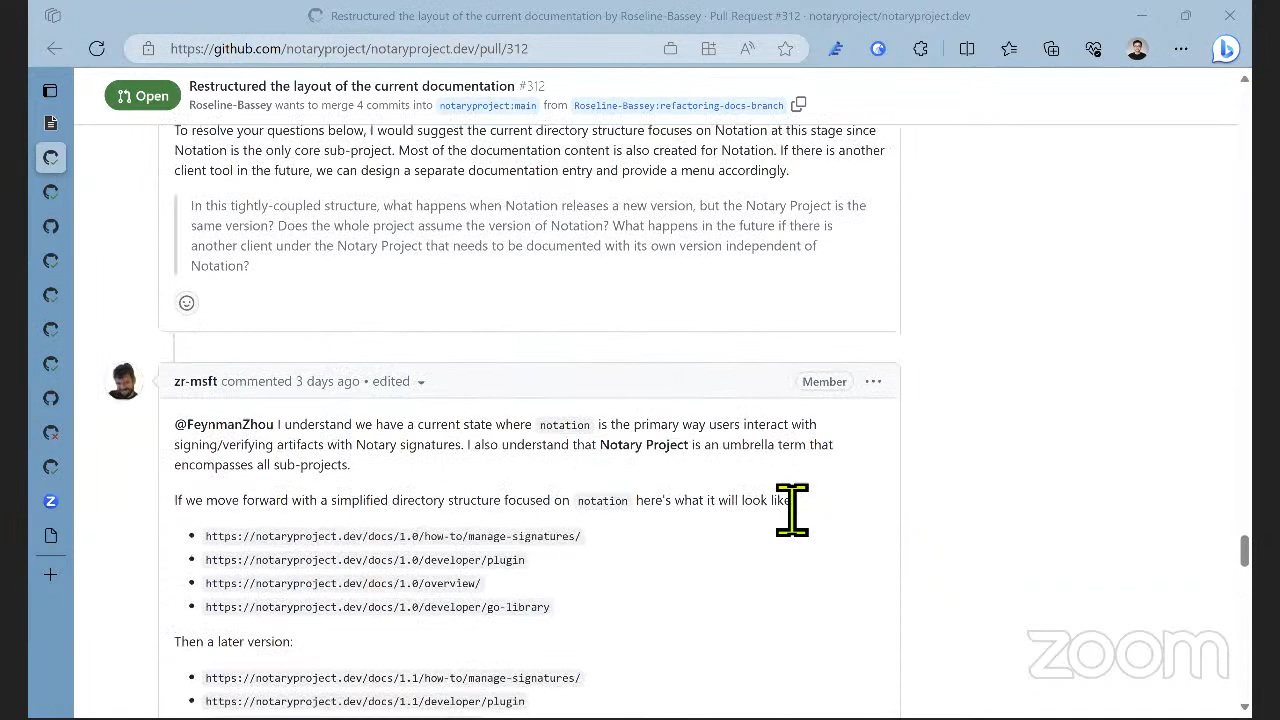 Restructured the layout of the current documentation by Roseline-Bassey · Pull Request #312 · notaryproject/notaryproject.dev
https://github.com/notaryproject/notaryproject.dev/pull/312
Open
Restructured the layout of the current documentation #312
Roseline-Bassey wants to merge 4 commits into notaryproject:main from Roseline-Bassey:refactoring-docs-branch
To resolve your questions below, I would suggest the current directory structure focuses on Notation at this stage since
Notation is the only core sub-project. Most of the documentation content is also created for Notation. If there is another
client tool in the future, we can design a separate documentation entry and provide a menu accordingly.
In this tightly-coupled structure, what happens when Notation releases a new version, but the Notary Project is the
same version? Does the whole project assume the version of Notation? What happens in the future if there is
another client under the Notary Project that needs to be documented with its own version independent of
Notation?
zr-msft commented 3 days ago • edited
Member
@FeynmanZhou I understand we have a current state where notation is the primary way users interact with
signing/verifying artifacts with Notary signatures. I also understand that Notary Project is an umbrella term that
encompasses all sub-projects.
If we move forward with a simplified directory structure focused on notation here's what it will look like
• https://notaryproject.dev/docs/1.0/how-to/manage-signatures/
• https://notaryproject.dev/docs/1.0/developer/plugin
• https://notaryproject.dev/docs/1.0/overview/
• https://notaryproject.dev/docs/1.0/developer/go-library
Then a later version:
• https://notaryproject.dev/docs/1.1/how-to/manage-signatures/
• https://notaryproject.dev/docs/1.1/developer/plugin
zoom